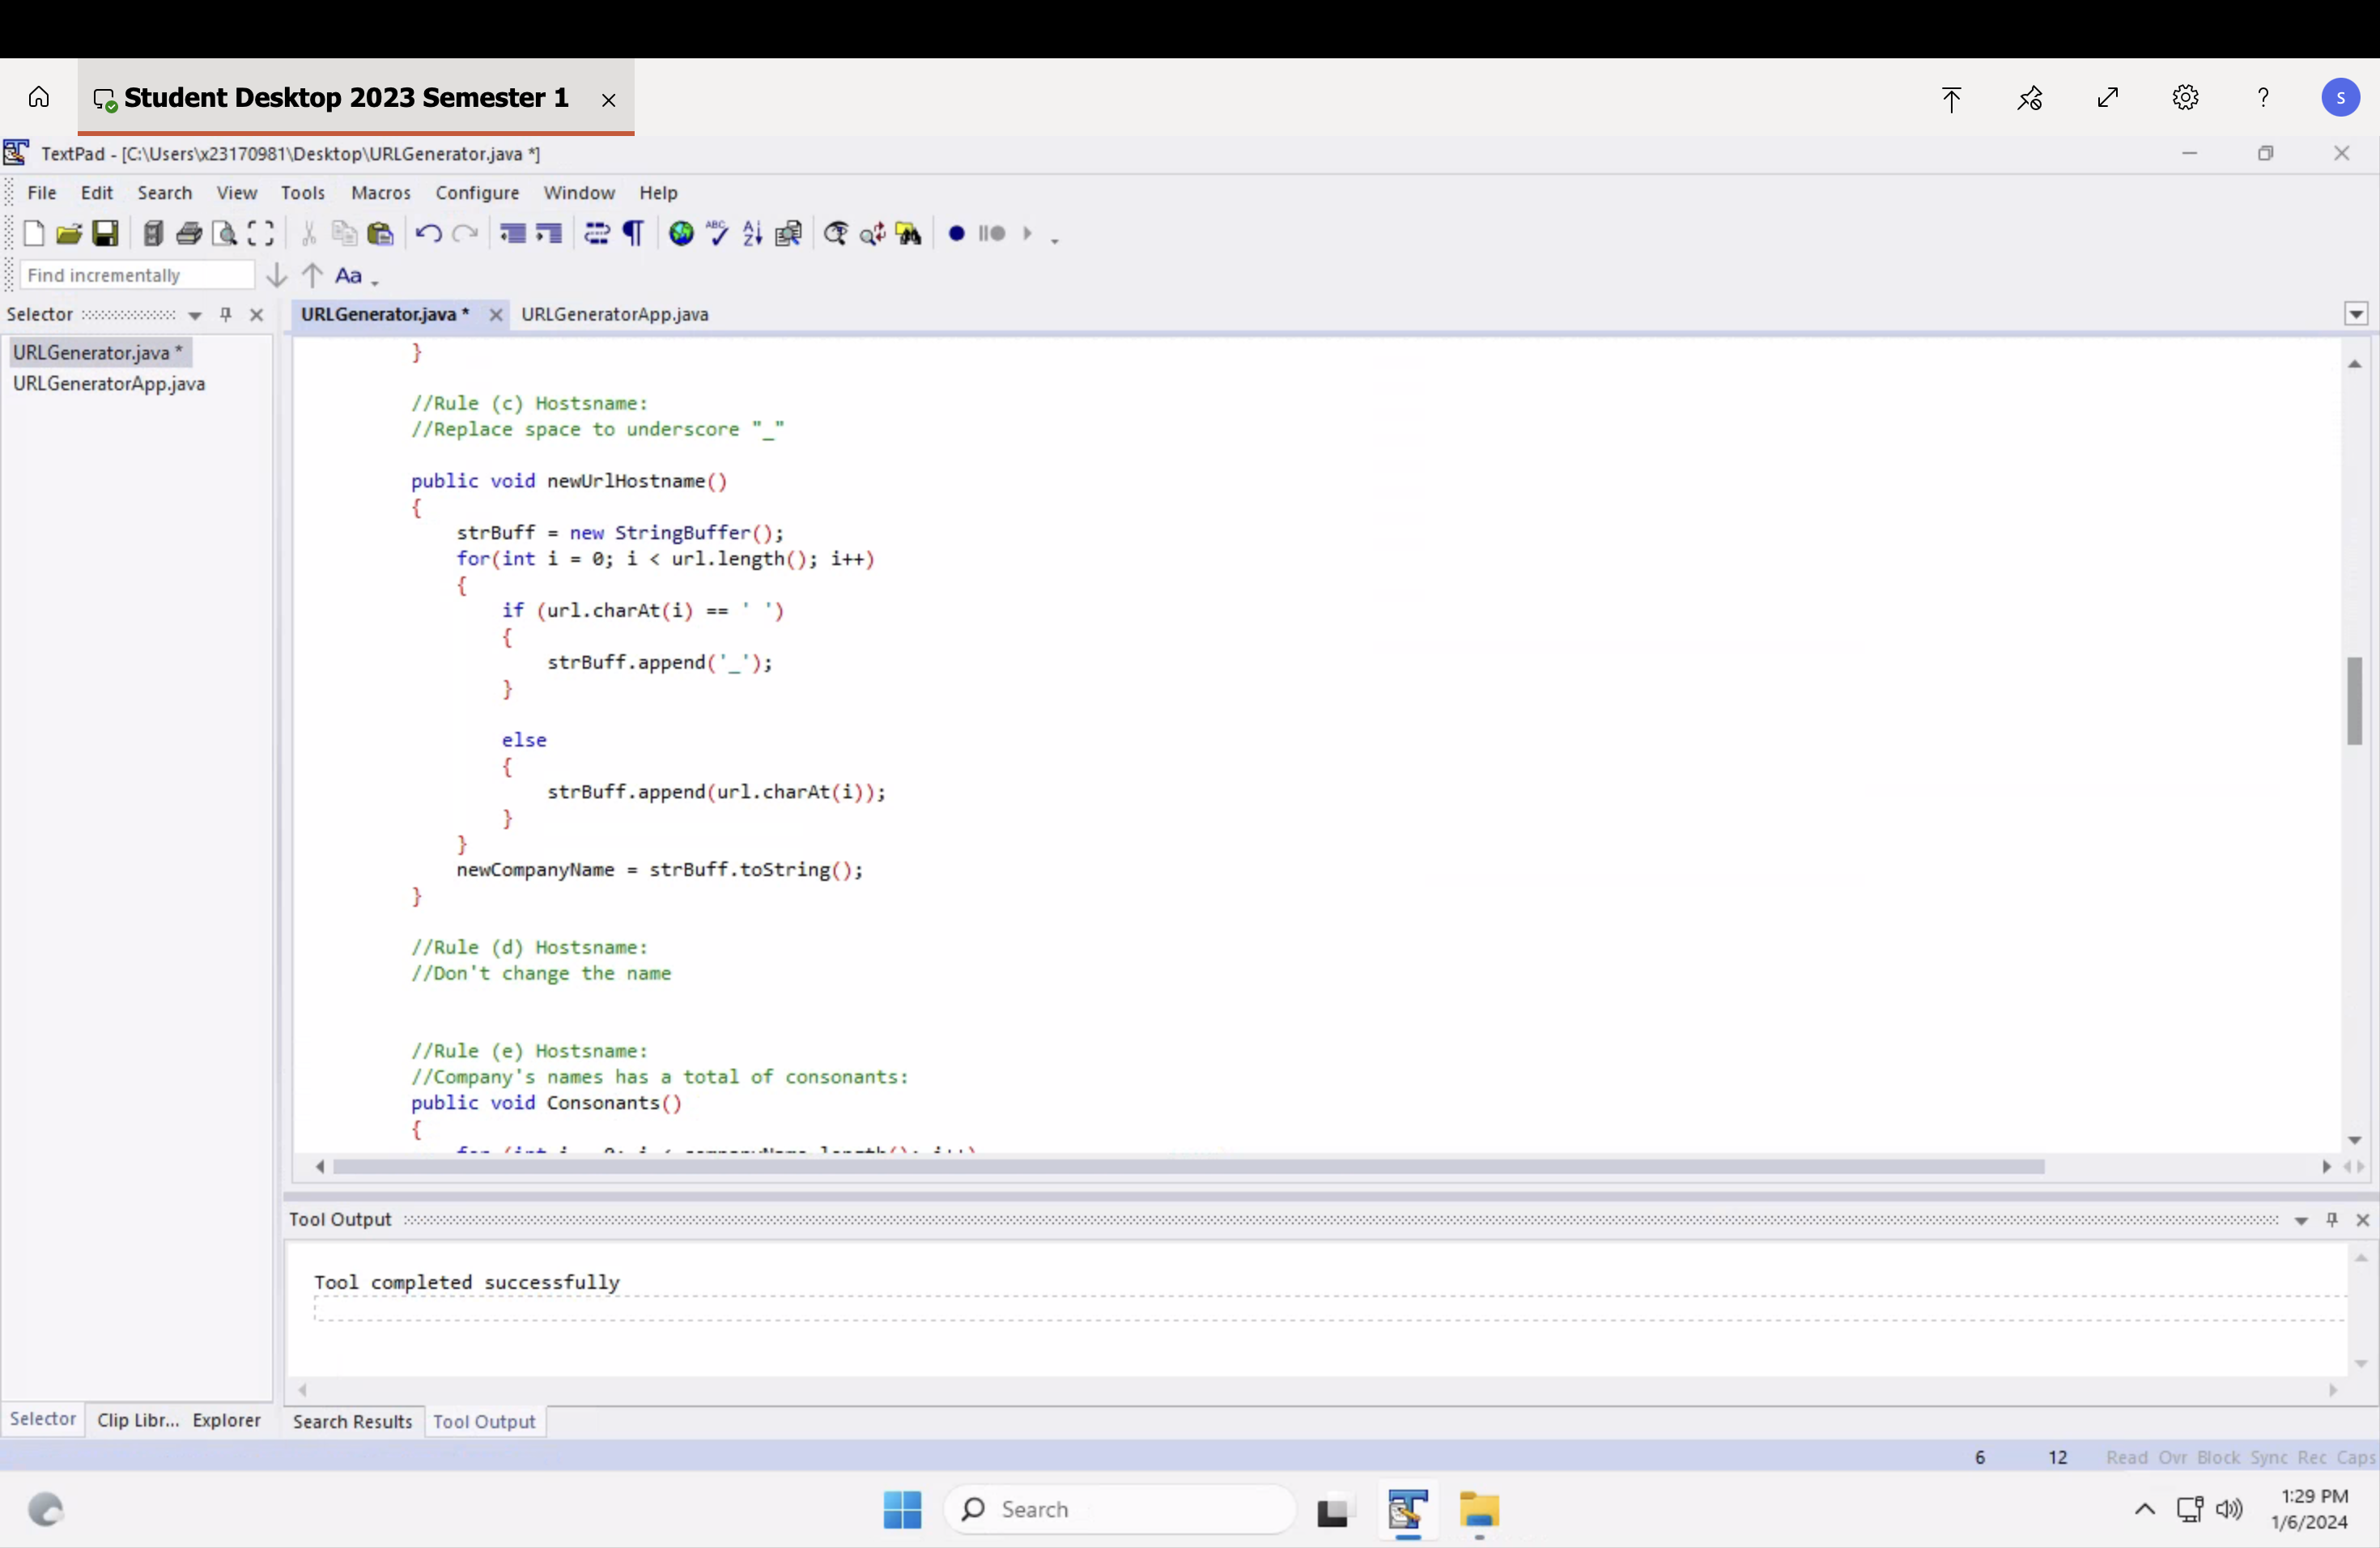 Student Desktop 2023 Semester 1
S
TextPad - [C:\Users\x23170981\Desktop\URLGenerator.java *]
File Edit Search View Tools Macros Configure Window Help
Find incrementally
Aa
Selector
URLGenerator.java *
URLGeneratorApp.java
URLGenerator.java * URLGeneratorApp.java
}
//Rule (c) Hostsname:
//Replace space to underscore "_"
public void newUrlHostname()
{
strBuff = new StringBuffer();
for(int i = 0; i < url.length(); i++)
{
if (url.charAt(i) == ' ')
{
strBuff.append('_');
}
else
{
strBuff.append(url.charAt(i));
}
}
newCompanyName = strBuff.toString();
}
//Rule (d) Hostsname:
//Don't change the name
//Rule (e) Hostsname:
//Company's names has a total of consonants:
public void Consonants()
{
for (int i = 0; i < companyName.length(); i++)
Tool Output
Tool completed successfully
Selector Clip Libr... Explorer
Search Results Tool Output
6 12 Read Ovr Block Sync Rec Caps
Search
1:29 PM
1/6/2024